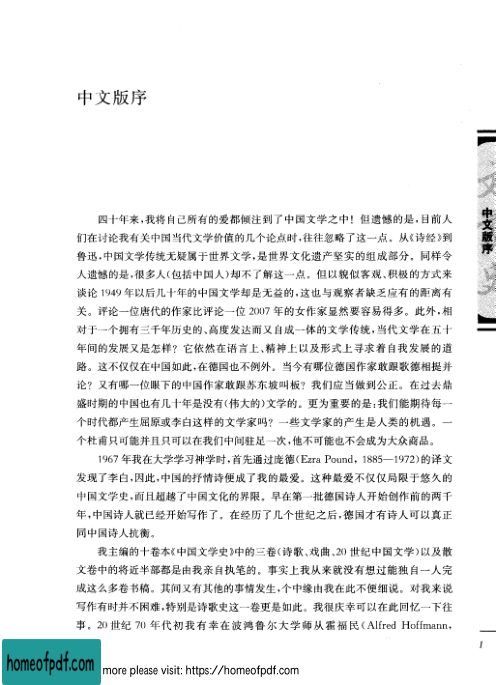 中文版序
四十年来,我将自己所有的爱都倾注到了中国文学之中!但遗憾的是,目前人
们在讨论我有关中国当代文学价值的几个论点时,往往忽略了这一点。从《诗经》到
鲁迅,中国文学传统无疑属于世界文学,是世界文化遗产坚实的组成部分。同样令
人遗憾的是,很多人(包括中国人)却不了解这一点。但以貌似客观、积极的方式来
谈论 1949 年以后几十年的中国文学却是无益的,这也与观察者缺乏应有的距离有
关。评论一位唐代的作家比评论一位 2007 年的女作家显然要容易得多。此外,相
对于一个拥有三千年历史的、高度发达而又自成一体的文学传统,当代文学在五十
年间的发展又是怎样?它依然在语言上、精神上以及形式上寻求着自我发展的道
路。这不仅仅在中国如此,在德国也不例外。当今有哪位德国作家敢跟歌德相提并
论?又有哪一位眼下的中国作家敢跟苏东坡叫板?我们应当做到公正。在过去鼎
盛时期的中国也有几十年是没有(伟大的)文学的。更为重要的是:我们能期待每一
个时代都产生屈原或李白这样的文学家吗?一些文学家的产生是人类的机遇。一
个杜甫只可能并且只可以在我们中间驻足一次,他不可能也不会成为大众商品。
1967 年我在大学学习神学时,首先通过庞德(Ezra Pound, 1885—1972)的译文
发现了李白,因此,中国的抒情诗便成了我的最爱。这种最爱不仅仅局限于悠久的
中国文学史,而且超越了中国文化的界限。早在第一批德国诗人开始创作前的两千
年,中国诗人就已经开始写作了。在经历了几个世纪之后,德国才有诗人可以真正
同中国诗人抗衡。
我主编的十卷本《中国文学史》中的三卷(诗歌、戏曲、20 世纪中国文学)以及散
文卷中的将近半部都是由我亲自执笔的。事实上我从来就没有想过能独自一人完
成这么多卷书稿。其间又有其他的事情发生,个中缘由我在此不便细说。对我来说
写作有时并不困难,特别是诗歌史这一卷更是如此。我很庆幸可以在此回忆一下往
事。20 世纪 70 年代初我有幸在波鸿鲁尔大学师从霍福民(Alfred Hoffmann,
中文版序
1
homeofpdf.com
more please visit: https://homeofpdf.com